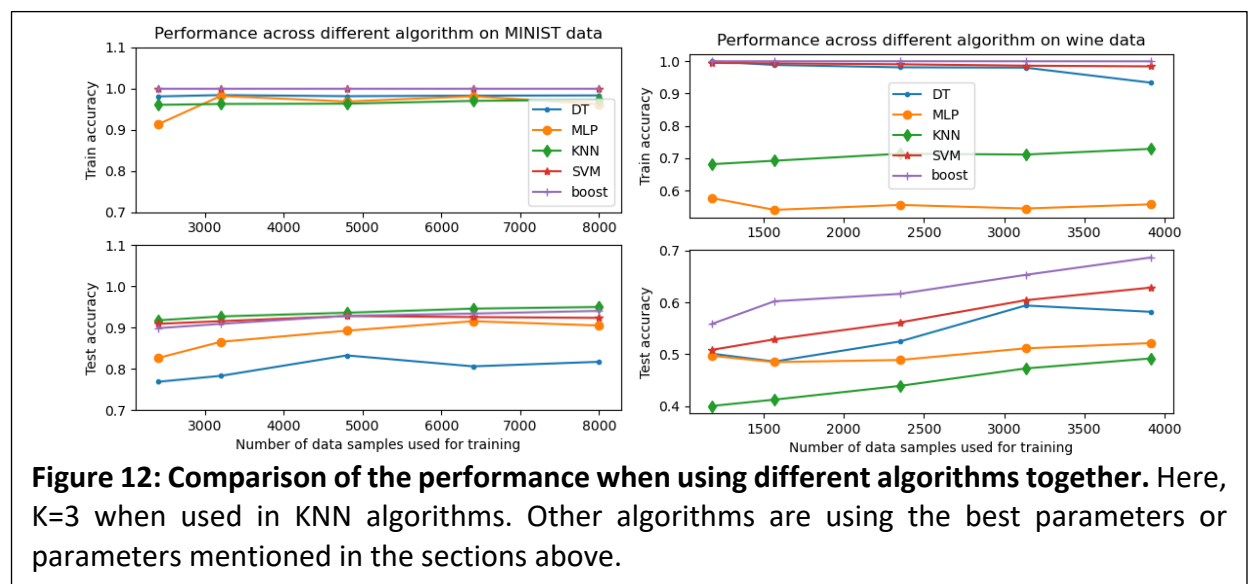 Performance across different algorithm on MINIST data
1.1
1.0
0.9
0.8
0.7
Train accuracy
DT
MLP
KNN
SVM
boost
3000 4000 5000 6000 7000 8000
1.1
1.0
0.9
0.8
0.7
Test accuracy
3000 4000 5000 6000 7000 8000
Number of data samples used for training
Performance across different algorithm on wine data
1.0
0.9
0.8
0.7
0.6
Train accuracy
DT
MLP
KNN
SVM
boost
1500 2000 2500 3000 3500 4000
0.7
0.6
0.5
0.4
Test accuracy
1500 2000 2500 3000 3500 4000
Number of data samples used for training
Figure 12: Comparison of the performance when using different algorithms together. Here,
K=3 when used in KNN algorithms. Other algorithms are using the best parameters or
parameters mentioned in the sections above.